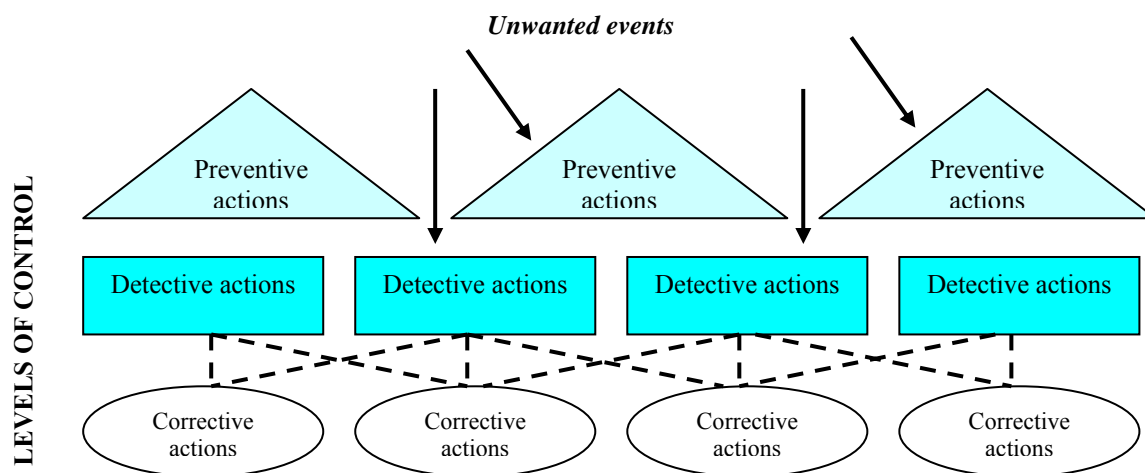 Unwanted events
LEVELS OF CONTROL
Preventive
actions
Preventive
actions
Preventive
actions
Detective actions
Detective actions
Detective actions
Detective actions
Corrective
actions
Corrective
actions
Corrective
actions
Corrective
actions